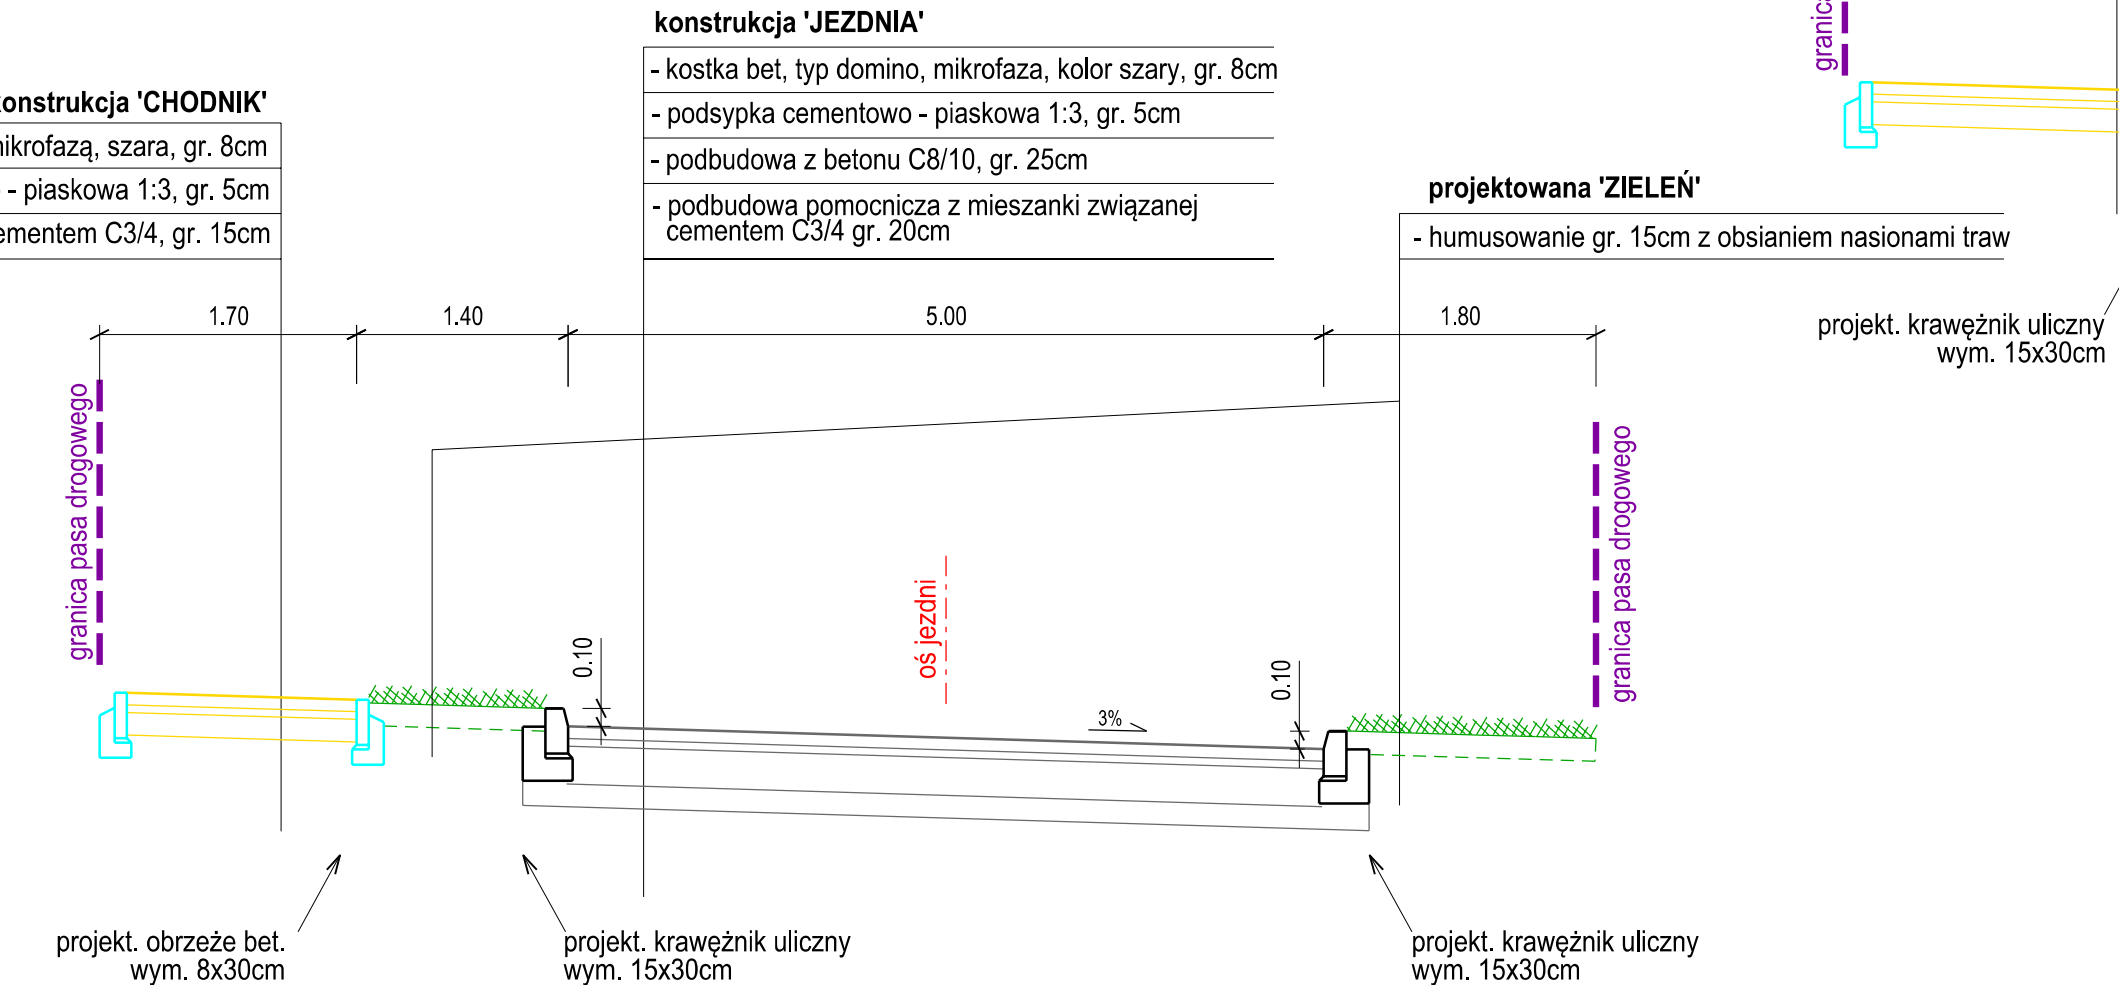 konstrukcja 'JEZDNIA'
- kostka bet, typ domino, mikrofaza, kolor szary, gr. 8cm
- podsypka cementowo - piaskowa 1:3, gr. 5cm
- podbudowa z betonu C8/10, gr. 25cm
- podbudowa pomocnicza z mieszanki związanej
cementem C3/4 gr. 20cm
konstrukcja 'CHODNIK'
mikrofazą, szara, gr. 8cm
- piaskowa 1:3, gr. 5cm
cementem C3/4, gr. 15cm
projektowana 'ZIELEŃ'
- humusowanie gr. 15cm z obsianiem nasionami traw
granica
projekt. krawężnik uliczny
wym. 15x30cm
1.70
1.40
5.00
1.80
granica pasa drogowego
0.10
oś jezdni
3%
0.10
granica pasa drogowego
projekt. obrzeże bet.
wym. 8x30cm
projekt. krawężnik uliczny
wym. 15x30cm
projekt. krawężnik uliczny
wym. 15x30cm